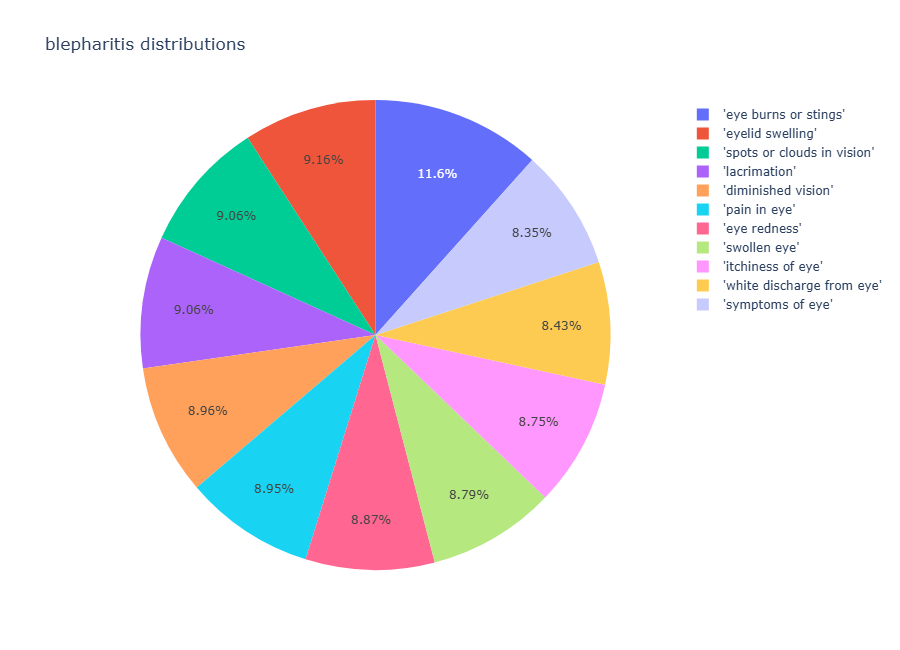 blepharitis distributions
11.6%
9.16%
9.06%
9.06%
8.96%
8.95%
8.87%
8.79%
8.75%
8.43%
8.35%
'eye burns or stings'
'eyelid swelling'
'spots or clouds in vision'
'lacrimation'
'diminished vision'
'pain in eye'
'eye redness'
'swollen eye'
'itchiness of eye'
'white discharge from eye'
'symptoms of eye'